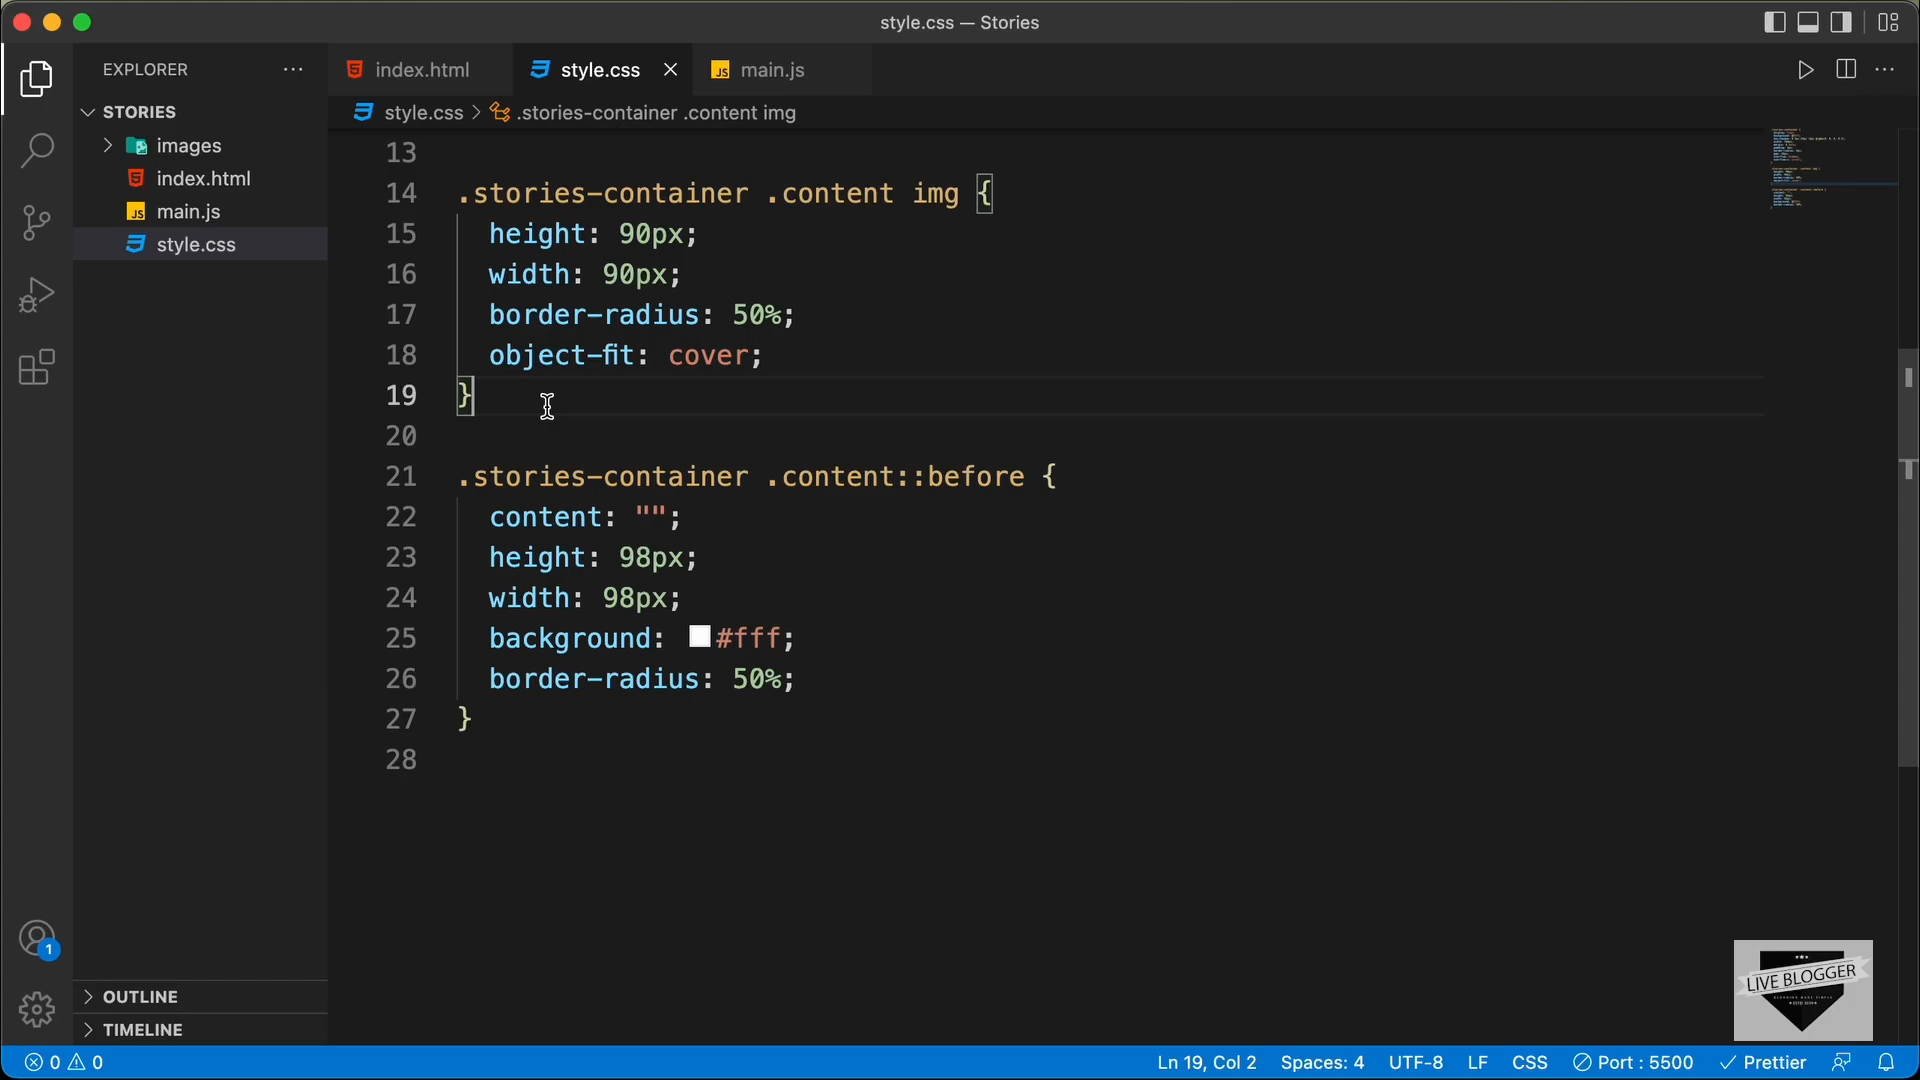 style.css — Stories
EXPLORER
index.html
style.css
JS main.js
STORIES
style.css > .stories-container .content img
images
index.html
JS main.js
style.css
13
14 .stories-container .content img {
15 height: 90px;
16 width: 90px;
17 border-radius: 50%;
18 object-fit: cover;
19 }
20
21 .stories-container .content::before {
22 content: "";
23 height: 98px;
24 width: 98px;
25 background: #fff;
26 border-radius: 50%;
27 }
28
1
OUTLINE
TIMELINE
LIVE BLOGGER
0 0
Ln 19, Col 2 Spaces: 4 UTF-8 LF CSS Port : 5500 Prettier